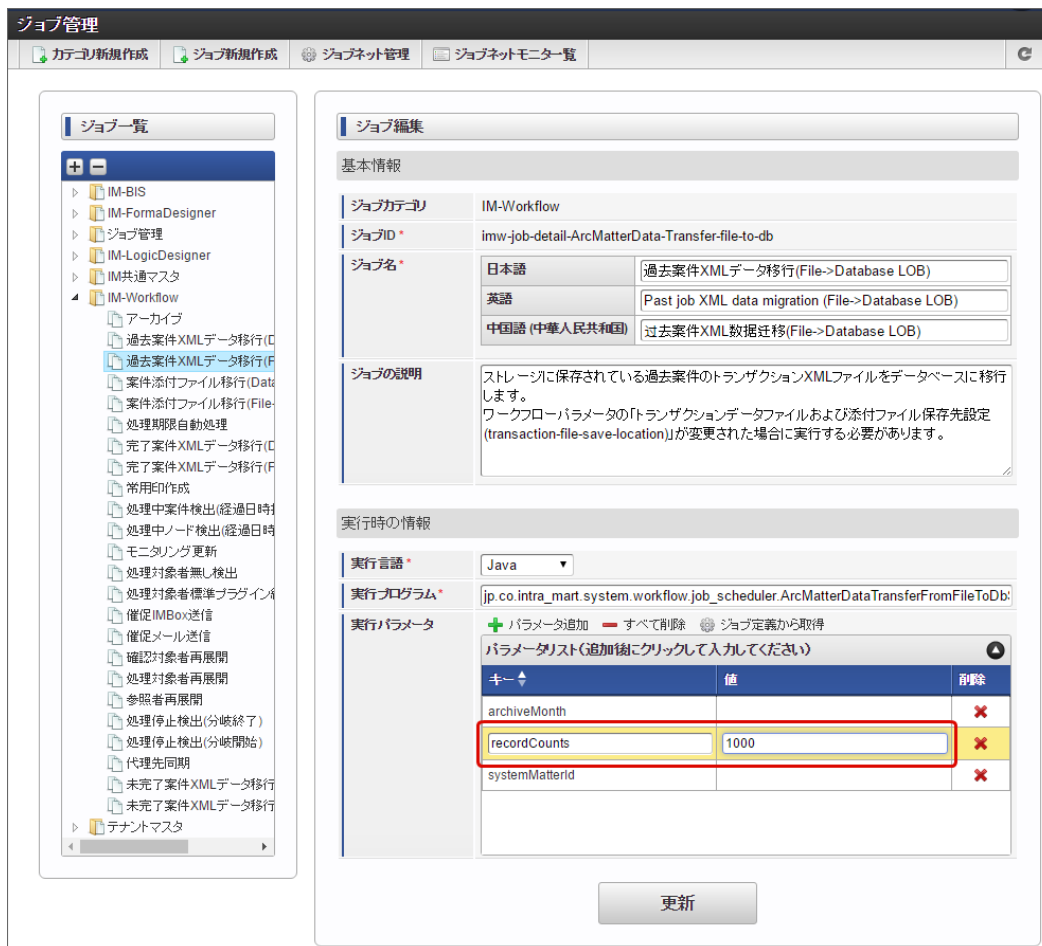 ジョブ管理
カテゴリ新規作成 ジョブ新規作成 ジョブネット管理 ジョブネットモニター覧
ジョブ一覧
IM-BIS
IM-FormaDesigner
ジョブ管理
IM-LogicDesigner
IM共通マスタ
IM-Workflow
アーカイブ
過去案件XMLデータ移行(D
過去案件XMLデータ移行(F
案件添付ファイル移行(Data
案件添付ファイル移行(File-
処理期限自動処理
完了案件XMLデータ移行(D
完了案件XMLデータ移行(F
常用印作成
処理中案件検出(経過日時
処理中ノード検出(経過日時
モニタリング更新
処理対象者無し検出
処理対象者標準プラグイン
催促IMBox送信
催促メール送信
確認対象者再展開
処理対象者再展開
参照者再展開
処理停止検出(分岐終了)
処理停止検出(分岐開始)
代理先同期
未完了案件XMLデータ移行
未完了案件XMLデータ移行
テナントマスタ
ジョブ編集
基本情報
ジョブカテゴリ IM-Workflow
ジョブID* imw-job-detail-ArcMatterData-Transfer-file-to-db
ジョブ名* 日本語 過去案件XMLデータ移行(File->Database LOB)
英語 Past job XML data migration (File->Database LOB)
中国語 (中華人民共和国) 过去案件XML数据迁移(File->Database LOB)
ジョブの説明 ストレージに保存されている過去案件のトランザクションXMLファイルをデータベースに移行
します。
ワークフローパラメータの「トランザクションデータファイルおよび添付ファイル保存先設定
(transaction-file-save-location)」が変更された場合に実行する必要があります。
実行時の情報
実行言語* Java
実行プログラム* jp.co.intra_mart.system.workflow.job_scheduler.ArcMatterDataTransferFromFileToDb
実行パラメータ パラメータ追加 すべて削除 ジョブ定義から取得
パラメータリスト(追加後にクリックして入力してください)
キー 値 削除
archiveMonth
recordCounts 1000
systemMatterId
更新